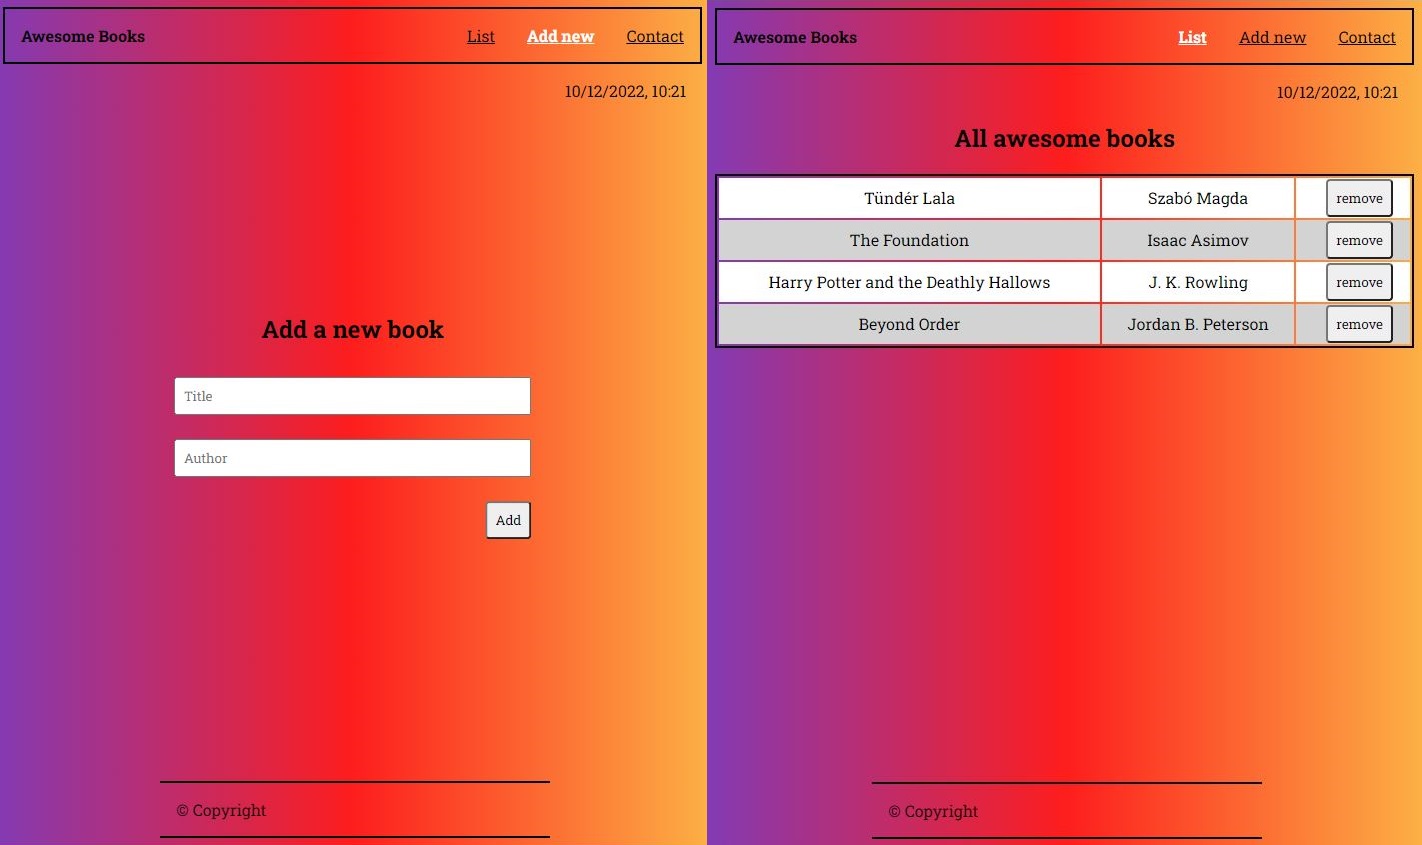 Awesome Books List Add new Contact
10/12/2022, 10:21
Add a new book
Title
Author
Add
© Copyright
Awesome Books List Add new Contact
10/12/2022, 10:21
All awesome books
Tündér Lala Szabó Magda remove
The Foundation Isaac Asimov remove
Harry Potter and the Deathly Hallows J. K. Rowling remove
Beyond Order Jordan B. Peterson remove
© Copyright